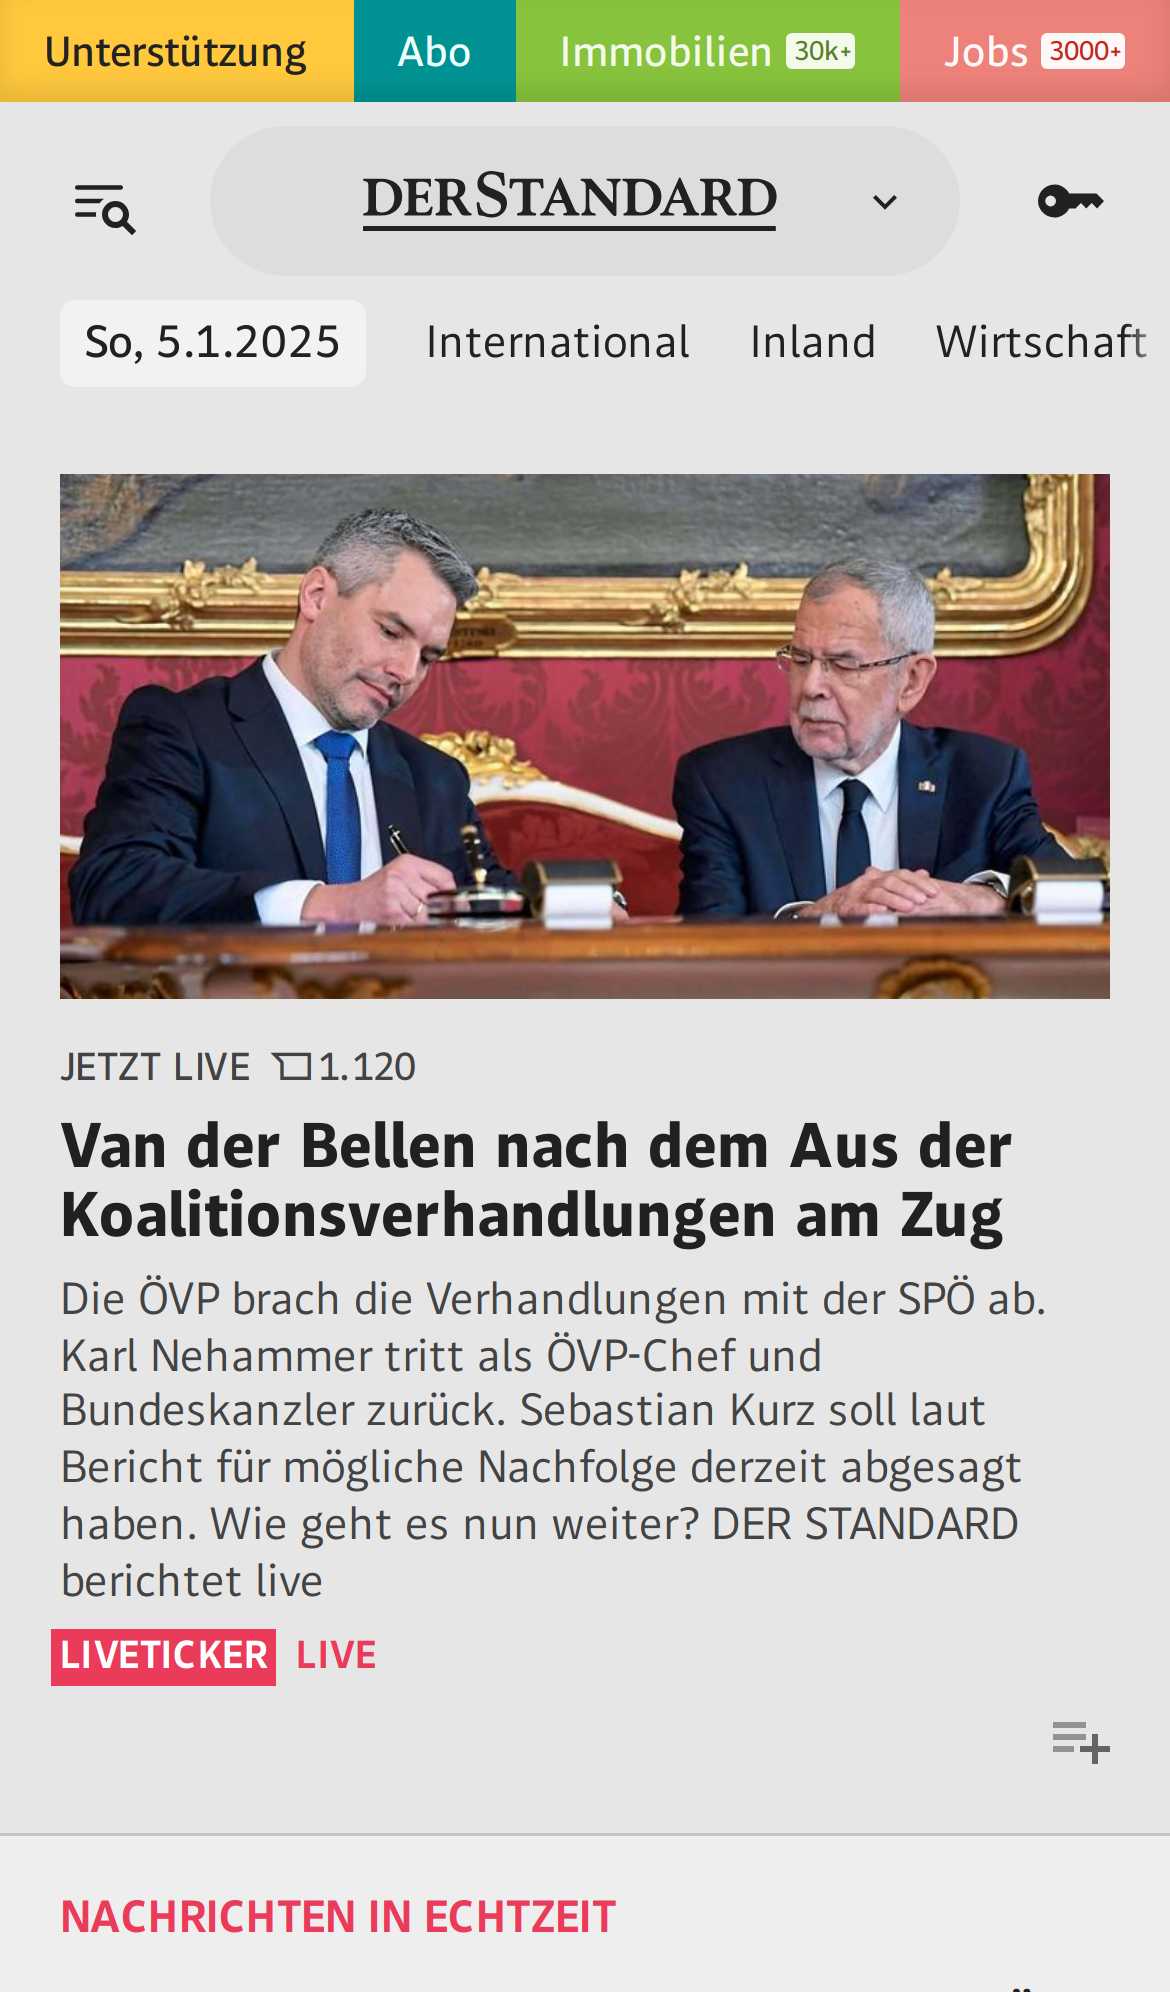 Unterstützung Abo Immobilien 30k+ Jobs 3000+
DERSTANDARD
So, 5.1.2025 International Inland Wirtschaft
JETZT LIVE 1.120
Van der Bellen nach dem Aus der
Koalitionsverhandlungen am Zug
Die ÖVP brach die Verhandlungen mit der SPÖ ab.
Karl Nehammer tritt als ÖVP-Chef und
Bundeskanzler zurück. Sebastian Kurz soll laut
Bericht für mögliche Nachfolge derzeit abgesagt
haben. Wie geht es nun weiter? DER STANDARD
berichtet live
LIVETICKER LIVE
NACHRICHTEN IN ECHTZEIT